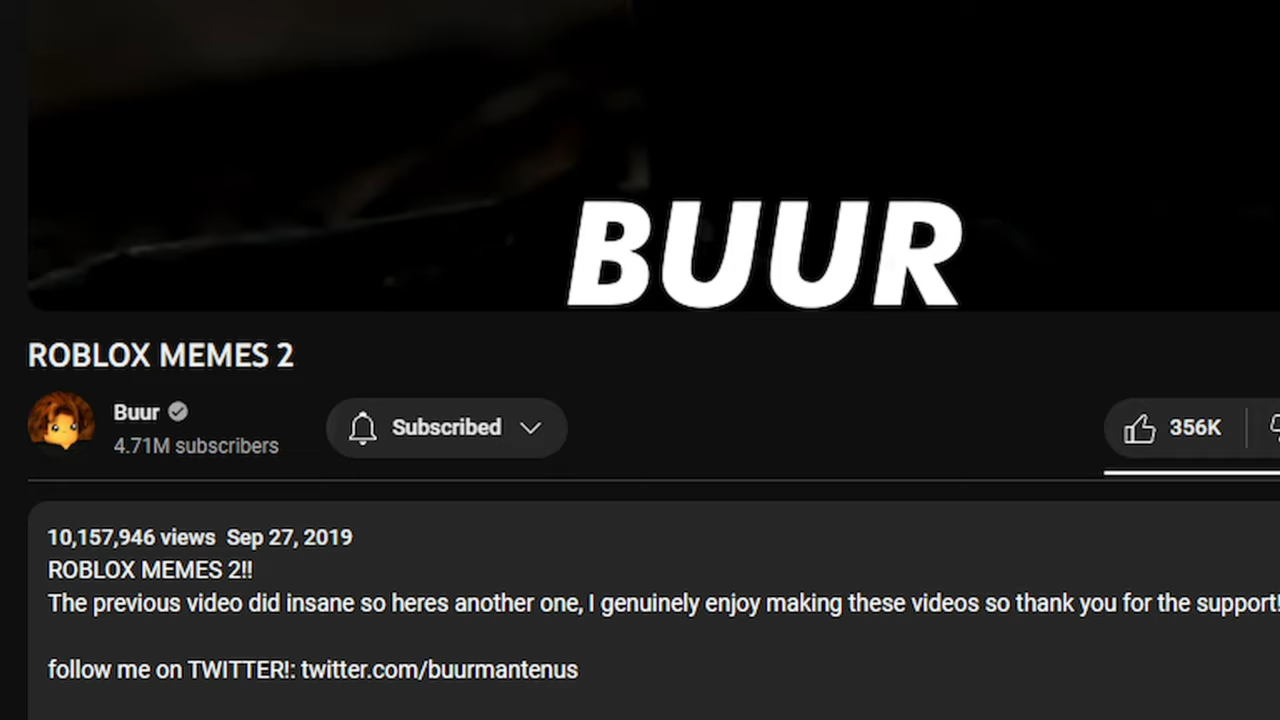 BUUR
ROBLOX MEMES 2
Buur
4.71M subscribers
Subscribed
356K
10,157,946 views Sep 27, 2019
ROBLOX MEMES 2!!
The previous video did insane so heres another one, I genuinely enjoy making these videos so thank you for the support!
follow me on TWITTER!: twitter.com/buurmantenus